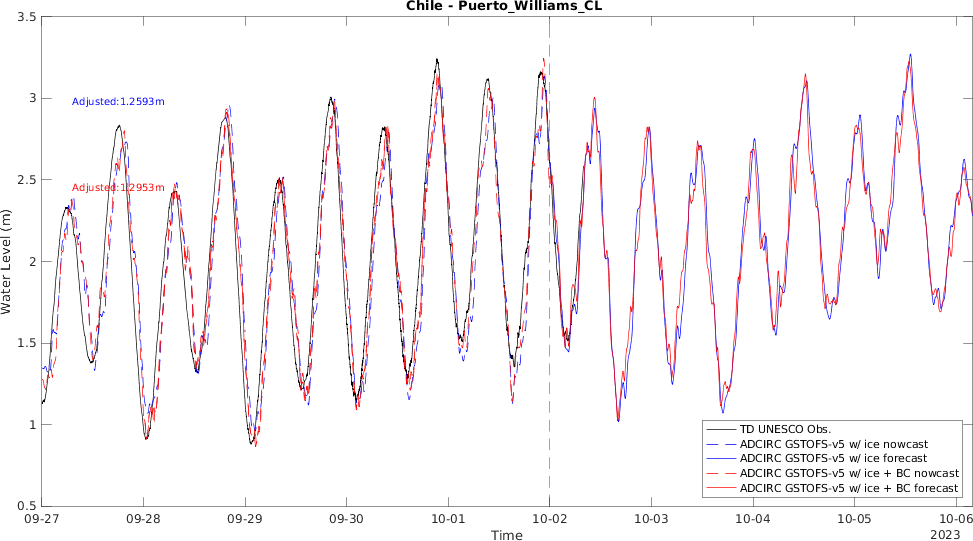 Chile - Puerto_Williams_CL
3.5
3
2.5
2
1.5
1
0.5
Water Level (m)
Adjusted:1.2593m
Adjusted:1.2953m
TD UNESCO Obs.
ADCIRC GSTOFS-v5 w/ ice nowcast
ADCIRC GSTOFS-v5 w/ ice forecast
ADCIRC GSTOFS-v5 w/ ice + BC nowcast
ADCIRC GSTOFS-v5 w/ ice + BC forecast
09-27 09-28 09-29 09-30 10-01 10-02 10-03 10-04 10-05 10-06
2023
Time